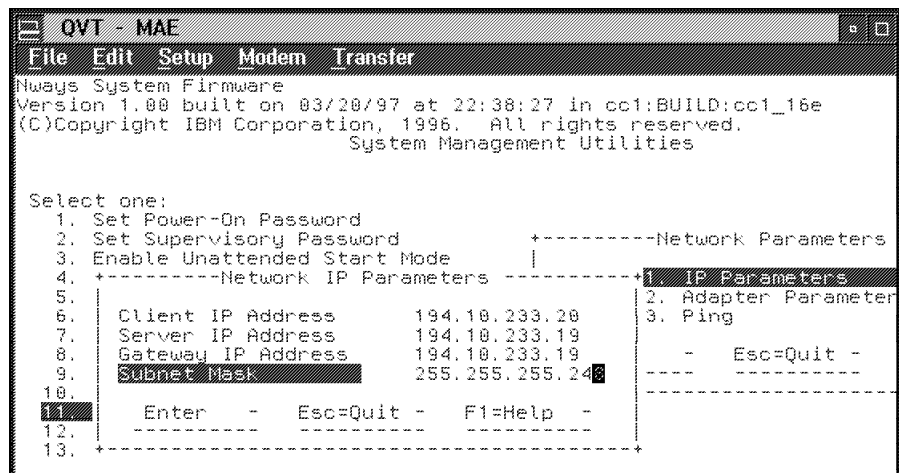 QVT - MAE
File Edit Setup Modem Transfer
Nways System Firmware
Version 1.00 built on 03/20/97 at 22:38:27 in cc1:BUILD:cc1_16e
(C)Copyright IBM Corporation, 1996. All rights reserved.
System Management Utilities
Select one:
1. Set Power-On Password
2. Set Supervisory Password
3. Enable Unattended Start Mode
4.
5.
6.
7.
8.
9.
10.
11.
12.
13.
Network IP Parameters
Client IP Address 194.10.233.20
Server IP Address 194.10.233.19
Gateway IP Address 194.10.233.19
Subnet Mask 255.255.255.24
Enter - Esc=Quit - F1=Help -
Network Parameters
1. IP Parameters
2. Adapter Parameter
3. Ping
- Esc=Quit -